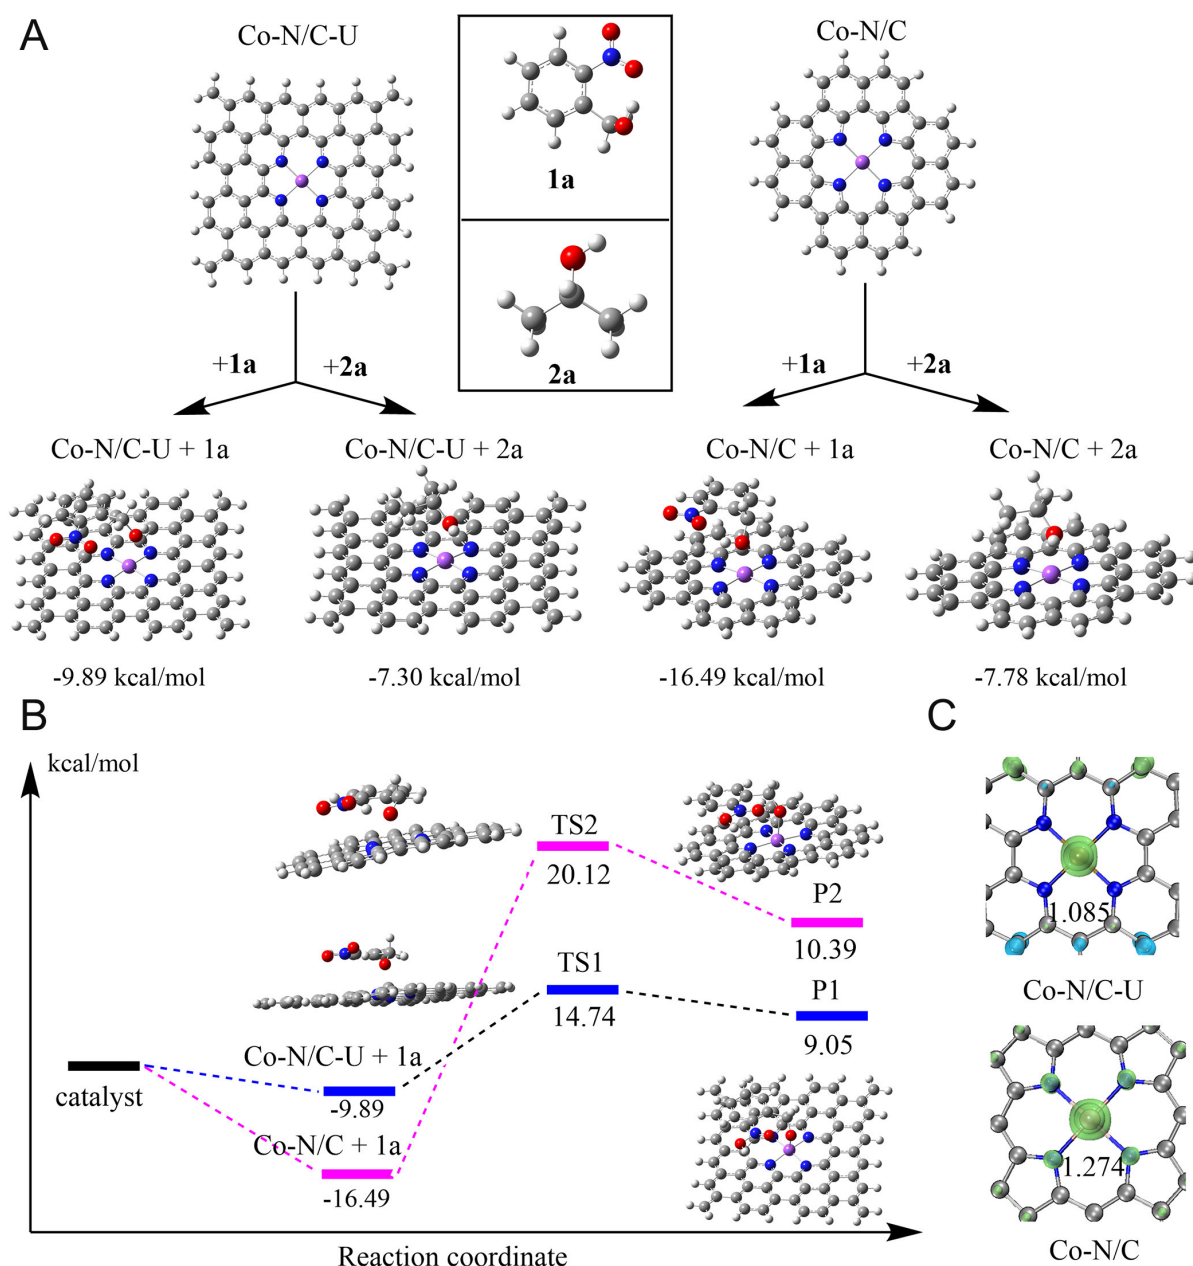 A
Co-N/C-U
Co-N/C
1a
2a
+1a
+2a
+1a
+2a
Co-N/C-U + 1a
Co-N/C-U + 2a
Co-N/C + 1a
Co-N/C + 2a
-9.89 kcal/mol
-7.30 kcal/mol
-16.49 kcal/mol
-7.78 kcal/mol
B
kcal/mol
TS2
20.12
P2
10.39
TS1
14.74
P1
9.05
Co-N/C-U + 1a
catalyst
-9.89
Co-N/C + 1a
-16.49
Reaction coordinate
C
1.085
Co-N/C-U
1.274
Co-N/C